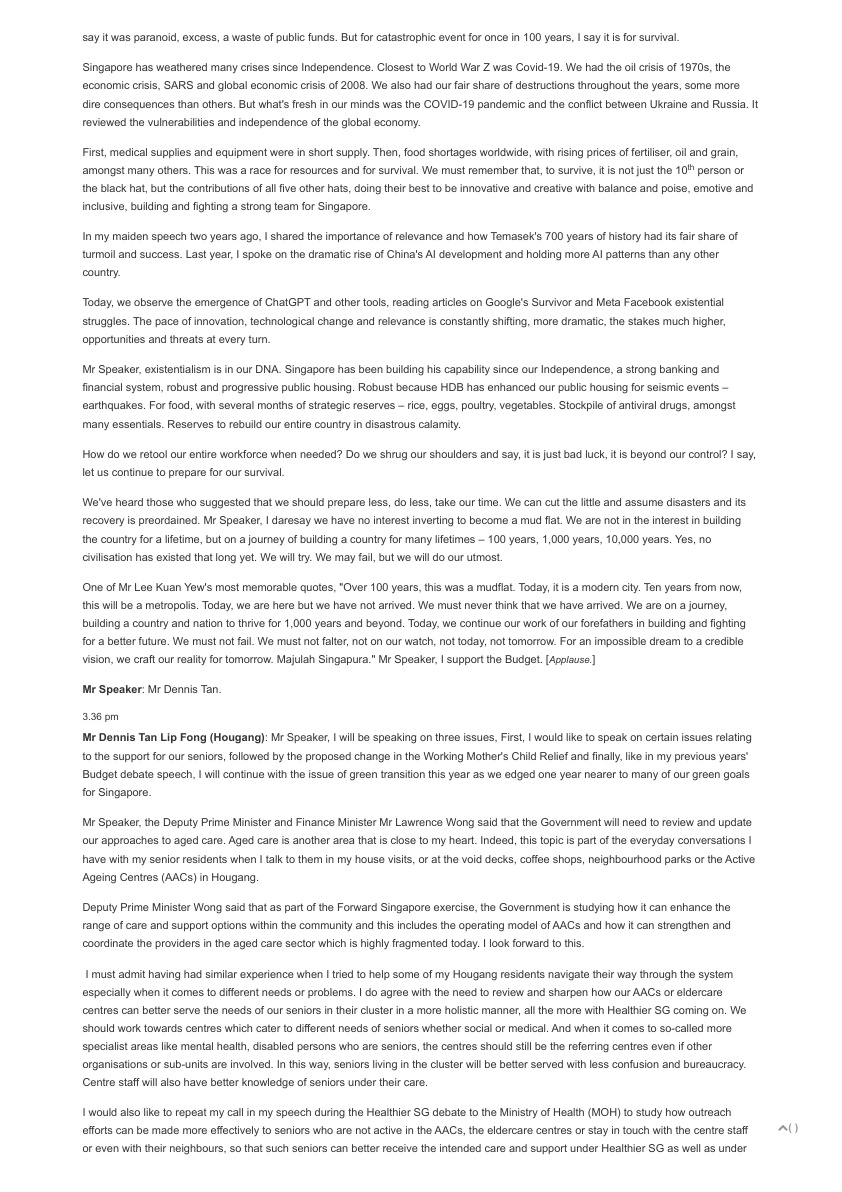 say it was paranoid, excess, a waste of public funds. But for catastrophic event for once in 100 years, I say it is for survival.
Singapore has weathered many crises since Independence. Closest to World War Z was Covid-19. We had the oil crisis of 1970s, the
economic crisis, SARS and global economic crisis of 2008. We also had our fair share of destructions throughout the years, some more
dire consequences than others. But what's fresh in our minds was the COVID-19 pandemic and the conflict between Ukraine and Russia. It
reviewed the vulnerabilities and independence of the global economy.
First, medical supplies and equipment were in short supply. Then, food shortages worldwide, with rising prices of fertiliser, oil and grain,
amongst many others. This was a race for resources and for survival. We must remember that, to survive, it is not just the 10th person or
the black hat, but the contributions of all five other hats, doing their best to be innovative and creative with balance and poise, emotive and
inclusive, building and fighting a strong team for Singapore.
In my maiden speech two years ago, I shared the importance of relevance and how Temasek's 700 years of history had its fair share of
turmoil and success. Last year, I spoke on the dramatic rise of China's AI development and holding more AI patterns than any other
country.
Today, we observe the emergence of ChatGPT and other tools, reading articles on Google's Survivor and Meta Facebook existential
struggles. The pace of innovation, technological change and relevance is constantly shifting, more dramatic, the stakes much higher,
opportunities and threats at every turn.
Mr Speaker, existentialism is in our DNA. Singapore has been building his capability since our Independence, a strong banking and
financial system, robust and progressive public housing. Robust because HDB has enhanced our public housing for seismic events –
earthquakes. For food, with several months of strategic reserves – rice, eggs, poultry, vegetables. Stockpile of antiviral drugs, amongst
many essentials. Reserves to rebuild our entire country in disastrous calamity.
How do we retool our entire workforce when needed? Do we shrug our shoulders and say, it is just bad luck, it is beyond our control? I say,
let us continue to prepare for our survival.
We've heard those who suggested that we should prepare less, do less, take our time. We can cut the little and assume disasters and its
recovery is preordained. Mr Speaker, I daresay we have no interest inverting to become a mud flat. We are not in the interest in building
the country for a lifetime, but on a journey of building a country for many lifetimes – 100 years, 1,000 years, 10,000 years. Yes, no
civilisation has existed that long yet. We will try. We may fail, but we will do our utmost.
One of Mr Lee Kuan Yew's most memorable quotes, "Over 100 years, this was a mudflat. Today, it is a modern city. Ten years from now,
this will be a metropolis. Today, we are here but we have not arrived. We must never think that we have arrived. We are on a journey,
building a country and nation to thrive for 1,000 years and beyond. Today, we continue our work of our forefathers in building and fighting
for a better future. We must not fail. We must not falter, not on our watch, not today, not tomorrow. For an impossible dream to a credible
vision, we craft our reality for tomorrow. Majulah Singapura." Mr Speaker, I support the Budget. [Applause.]
Mr Speaker: Mr Dennis Tan.
3.36 pm
Mr Dennis Tan Lip Fong (Hougang): Mr Speaker, I will be speaking on three issues, First, I would like to speak on certain issues relating
to the support for our seniors, followed by the proposed change in the Working Mother's Child Relief and finally, like in my previous years'
Budget debate speech, I will continue with the issue of green transition this year as we edged one year nearer to many of our green goals
for Singapore.
Mr Speaker, the Deputy Prime Minister and Finance Minister Mr Lawrence Wong said that the Government will need to review and update
our approaches to aged care. Aged care is another area that is close to my heart. Indeed, this topic is part of the everyday conversations I
have with my senior residents when I talk to them in my house visits, or at the void decks, coffee shops, neighbourhood parks or the Active
Ageing Centres (AACs) in Hougang.
Deputy Prime Minister Wong said that as part of the Forward Singapore exercise, the Government is studying how it can enhance the
range of care and support options within the community and this includes the operating model of AACs and how it can strengthen and
coordinate the providers in the aged care sector which is highly fragmented today. I look forward to this.
I must admit having had similar experience when I tried to help some of my Hougang residents navigate their way through the system
especially when it comes to different needs or problems. I do agree with the need to review and sharpen how our AACs or eldercare
centres can better serve the needs of our seniors in their cluster in a more holistic manner, all the more with Healthier SG coming on. We
should work towards centres which cater to different needs of seniors whether social or medical. And when it comes to so-called more
specialist areas like mental health, disabled persons who are seniors, the centres should still be the referring centres even if other
organisations or sub-units are involved. In this way, seniors living in the cluster will be better served with less confusion and bureaucracy.
Centre staff will also have better knowledge of seniors under their care.
I would also like to repeat my call in my speech during the Healthier SG debate to the Ministry of Health (MOH) to study how outreach
efforts can be made more effectively to seniors who are not active in the AACs, the eldercare centres or stay in touch with the centre staff
or even with their neighbours, so that such seniors can better receive the intended care and support under Healthier SG as well as under
( )